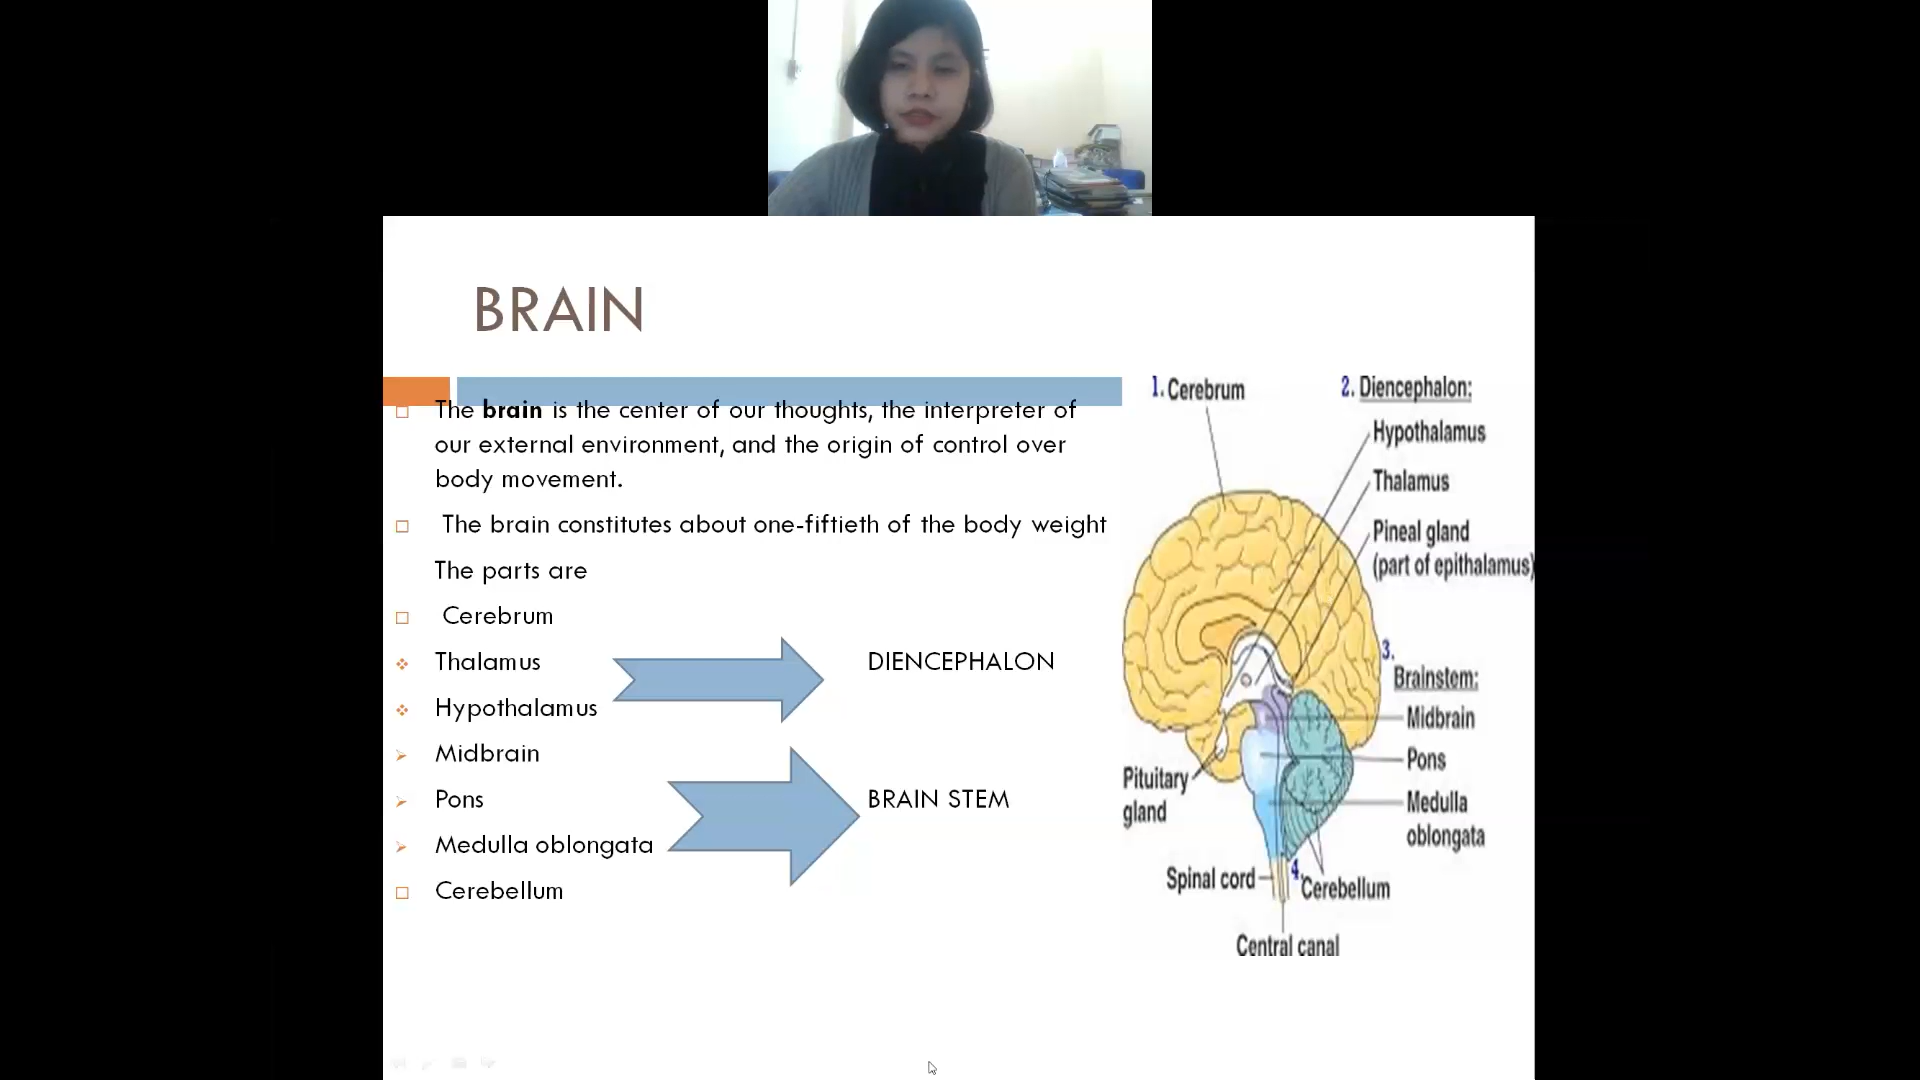 BRAIN
The brain is the center of our thoughts, the interpreter of
our external environment, and the origin of control over
body movement.
The brain constitutes about one-fiftieth of the body weight
The parts are
Cerebrum
Thalamus
DIENCEPHALON
Hypothalamus
Midbrain
Pons
BRAIN STEM
Medulla oblongata
Cerebellum
1. Cerebrum
2. Diencephalon:
Hypothalamus
Thalamus
Pineal gland
(part of epithalamus)
3.
Brainstem:
Midbrain
Pons
Medulla
oblongata
Pituitary
gland
Spinal cord
4. Cerebellum
Central canal